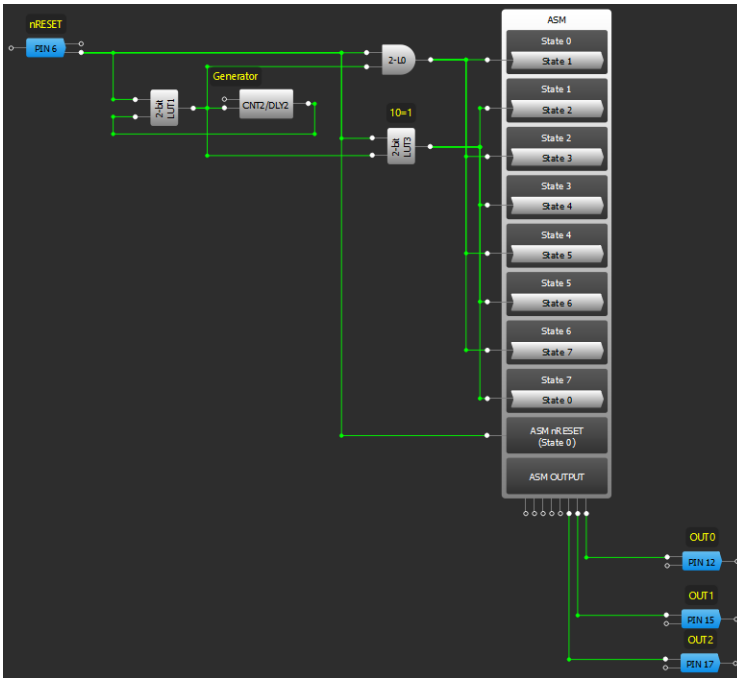 nRESET
PIN 6
Generator
2-bit
LUT1
CNT2/DLY2
2-L0
10=1
2-bit
LUT3
ASM
State 0
State 1
State 1
State 2
State 2
State 3
State 3
State 4
State 4
State 5
State 5
State 6
State 6
State 7
State 7
State 0
ASM nRESET
(State 0)
ASM OUTPUT
OUT0
PIN 12
OUT1
PIN 15
OUT2
PIN 17